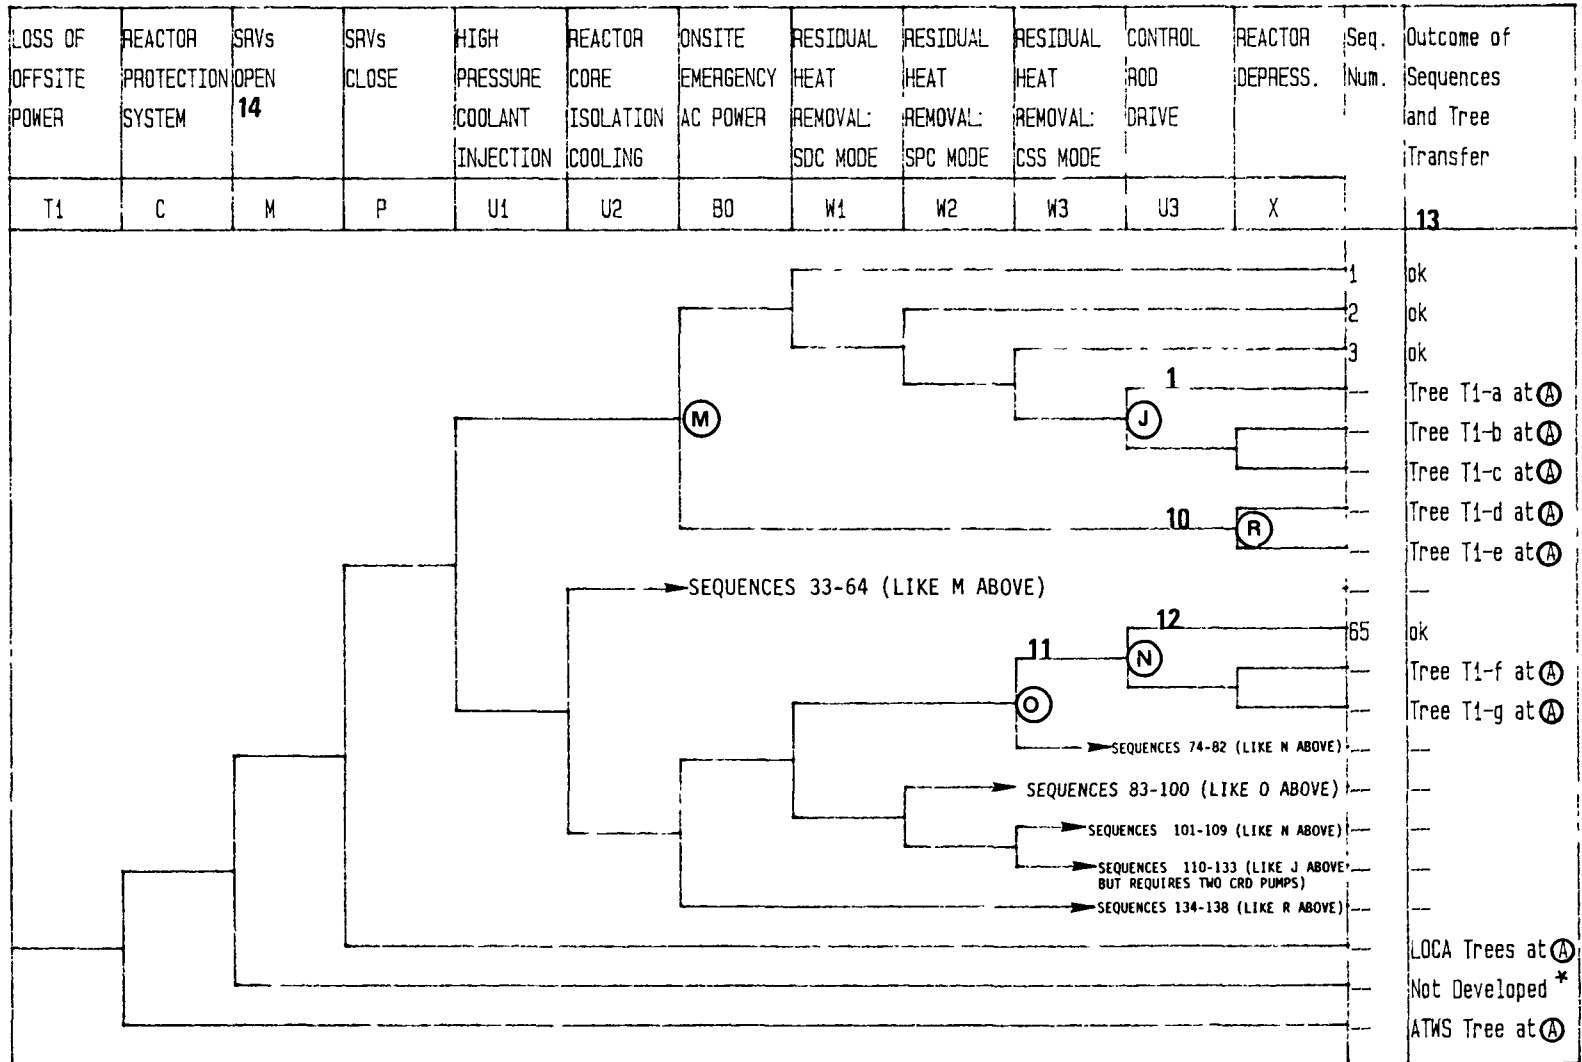 LOSS OF OFFSITE POWER
REACTOR PROTECTION SYSTEM
SRVs OPEN 14
SRVs CLOSE
HIGH PRESSURE COOLANT INJECTION
REACTOR CORE ISOLATION COOLING
ONSITE EMERGENCY AC POWER
RESIDUAL HEAT REMOVAL: SDC MODE
RESIDUAL HEAT REMOVAL: SPC MODE
RESIDUAL HEAT REMOVAL: CSS MODE
CONTROL ROD DRIVE
REACTOR DEPRESS.
Seq. Num.
Outcome of Sequences and Tree Transfer
T1 C M P U1 U2 B0 W1 W2 W3 U3 X 13
1 ok
2 ok
3 ok
1 --- Tree T1-a at A
M J
--- Tree T1-b at A
--- Tree T1-c at A
--- Tree T1-d at A
10 R
--- Tree T1-e at A
SEQUENCES 33-64 (LIKE M ABOVE) --- ---
12 65 ok
11 N
--- Tree T1-f at A
O --- Tree T1-g at A
SEQUENCES 74-82 (LIKE N ABOVE) --- ---
SEQUENCES 83-100 (LIKE O ABOVE) --- ---
SEQUENCES 101-109 (LIKE N ABOVE) --- ---
SEQUENCES 110-133 (LIKE J ABOVE --- ---
BUT REQUIRES TWO CRD PUMPS)
SEQUENCES 134-138 (LIKE R ABOVE) --- ---
--- LOCA Trees at A
--- Not Developed *
--- ATWS Tree at A